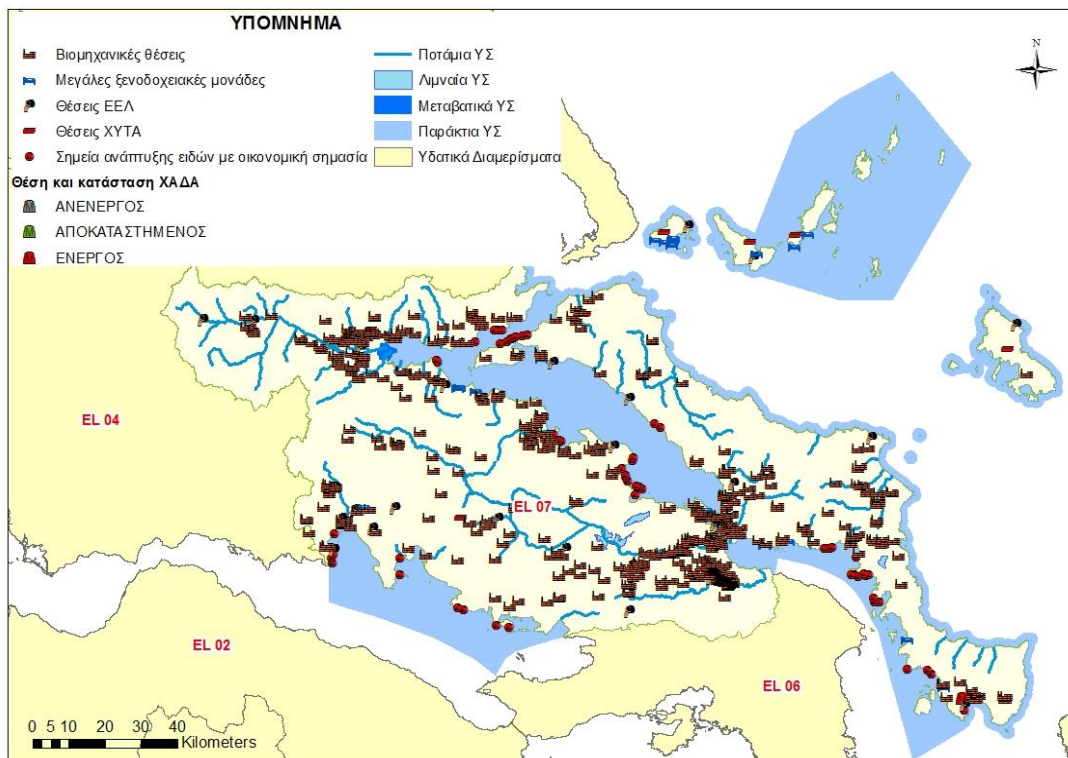 ΥΠΟΜΝΗΜΑ
Βιομηχανικές θέσεις
Μεγάλες ξενοδοχειακές μονάδες
Θέσεις ΕΕΛ
Θέσεις ΧΥΤΑ
Σημεία ανάπτυξης ειδών με οικονομική σημασία
Θέση και κατάσταση ΧΑΔΑ
ΑΝΕΝΕΡΓΟΣ
ΑΠΟΚΑΤΑΣΤΗΜΕΝΟΣ
ΕΝΕΡΓΟΣ
Ποτάμια ΥΣ
Λιμναία ΥΣ
Μεταβατικά ΥΣ
Παράκτια ΥΣ
Υδατικά Διαμερίσματα
N
EL 04
EL 07
EL 02
EL 06
0 5 10 20 30 40
Kilometers